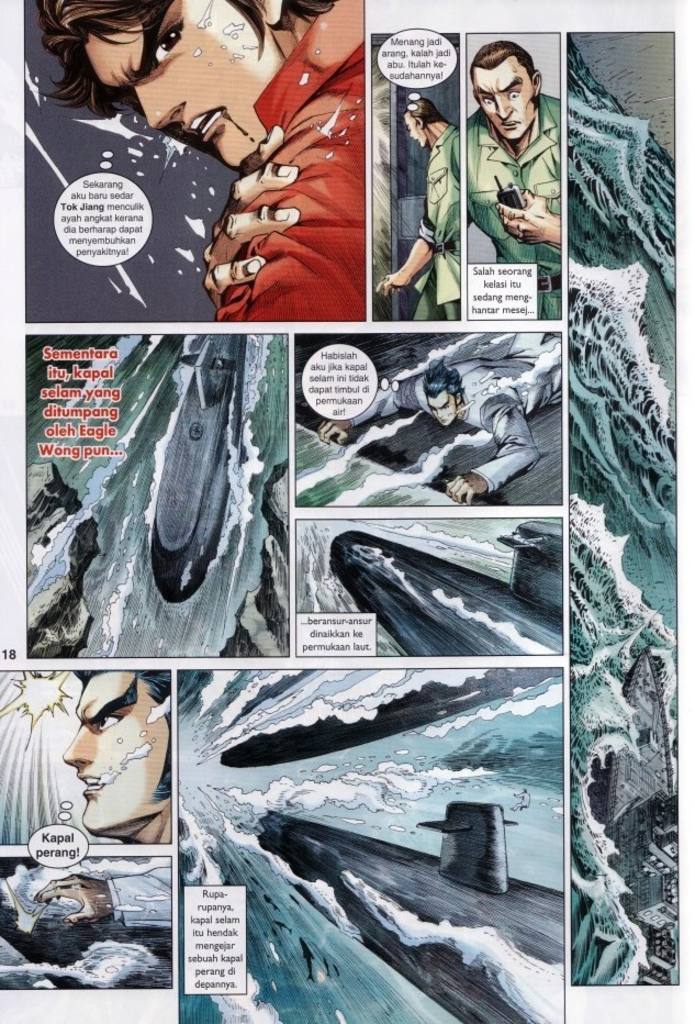 Sekarang
aku baru sedar
Tok Jiang menculik
ayah angkat kerana
dia berharap dapat
menyembuhkan
penyakitnya!
Menang jadi
arang, kalah jadi
abu. Itulah ke-
sudahannya!
Salah seorang
kelasi itu
sedang meng-
hantar mesej...
Sementara
itu, kapal
selam yang
ditumpang
oleh Eagle
Wong pun...
Habislah
aku jika kapal
selam ini tidak
dapat timbul di
permukaan
air!
...beransur-ansur
dinaikkan ke
permukaan laut.
18
Kapal
perang!
Rupa-
rupanya,
kapal selam
itu hendak
mengejar
sebuah kapal
perang di
depannya.